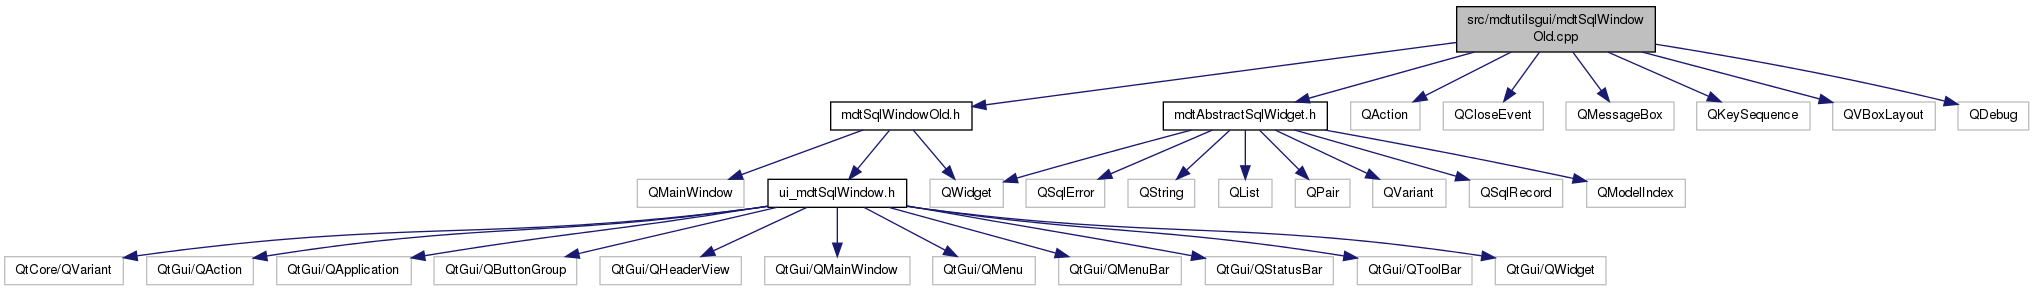 src/mdtutilsgui/mdtSqlWindow
Old.cpp
mdtSqlWindowOld.h
mdtAbstractSqlWidget.h
QAction
QCloseEvent
QMessageBox
QKeySequence
QVBoxLayout
QDebug
QMainWindow
ui_mdtSqlWindow.h
QWidget
QSqlError
QString
QList
QPair
QVariant
QSqlRecord
QModelIndex
QtCore/QVariant
QtGui/QAction
QtGui/QApplication
QtGui/QButtonGroup
QtGui/QHeaderView
QtGui/QMainWindow
QtGui/QMenu
QtGui/QMenuBar
QtGui/QStatusBar
QtGui/QToolBar
QtGui/QWidget